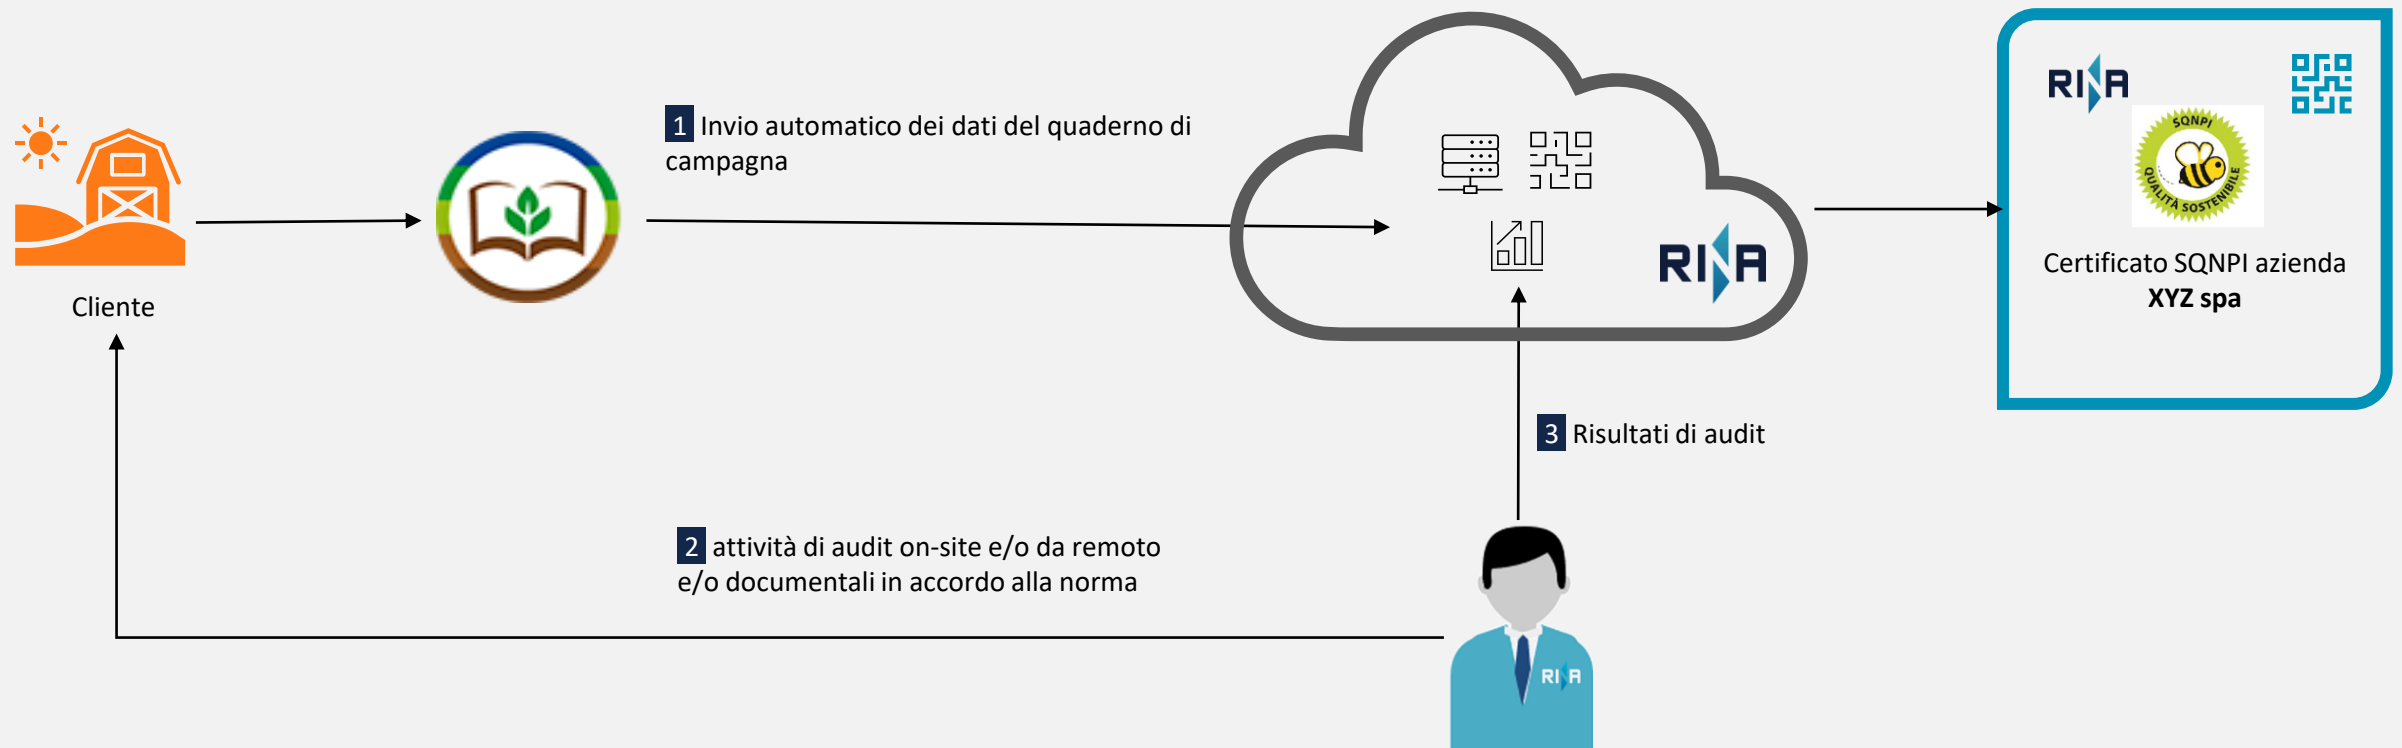 Cliente
1 Invio automatico dei dati del quaderno di
campagna
RINA
RINA
SQNPI
QUALITÀ SOSTENIBILE
Certificato SQNPI azienda
XYZ spa
3 Risultati di audit
2 attività di audit on-site e/o da remoto
e/o documentali in accordo alla norma
RINA